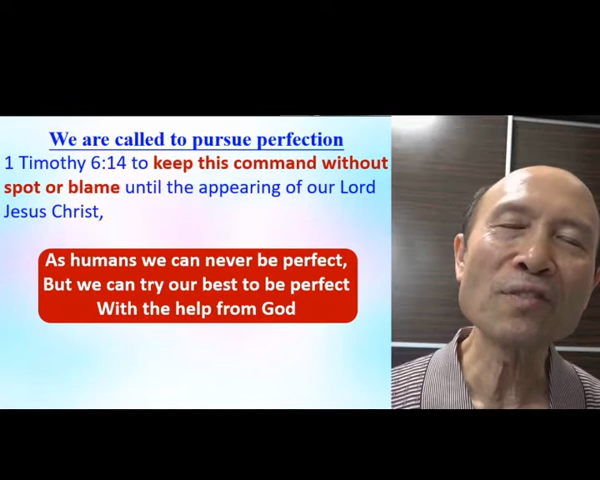 We are called to pursue perfection
1 Timothy 6:14 to keep this command without
spot or blame until the appearing of our Lord
Jesus Christ,
As humans we can never be perfect,
But we can try our best to be perfect
With the help from God